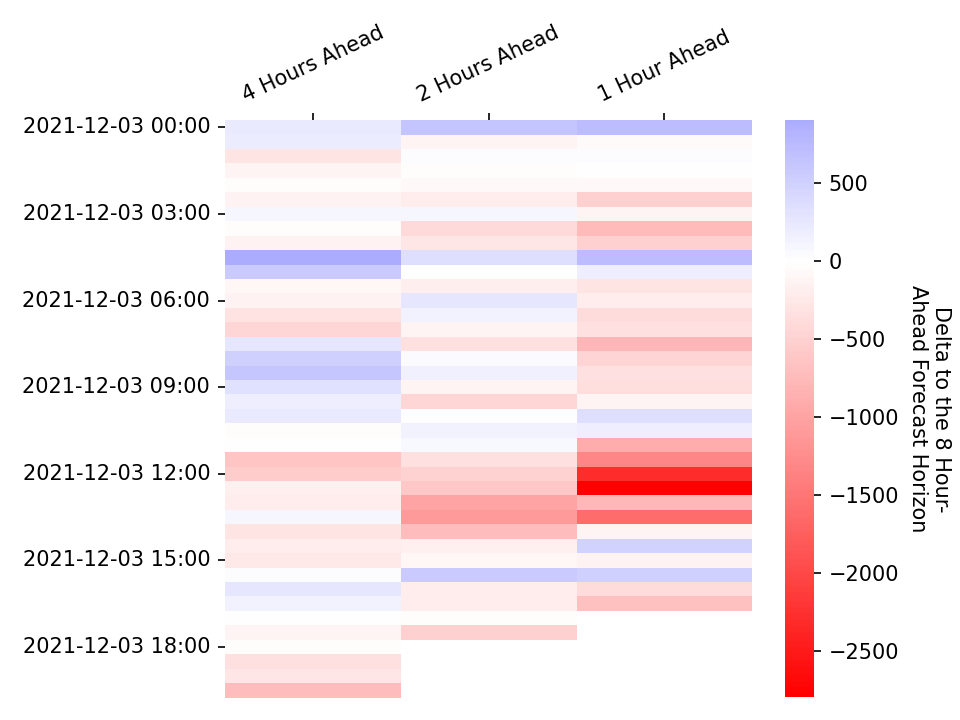 4 Hours Ahead
2 Hours Ahead
1 Hour Ahead
2021-12-03 00:00
2021-12-03 03:00
2021-12-03 06:00
2021-12-03 09:00
2021-12-03 12:00
2021-12-03 15:00
2021-12-03 18:00
500
0
−500
−1000
−1500
−2000
−2500
Delta to the 8 Hour-
Ahead Forecast Horizon